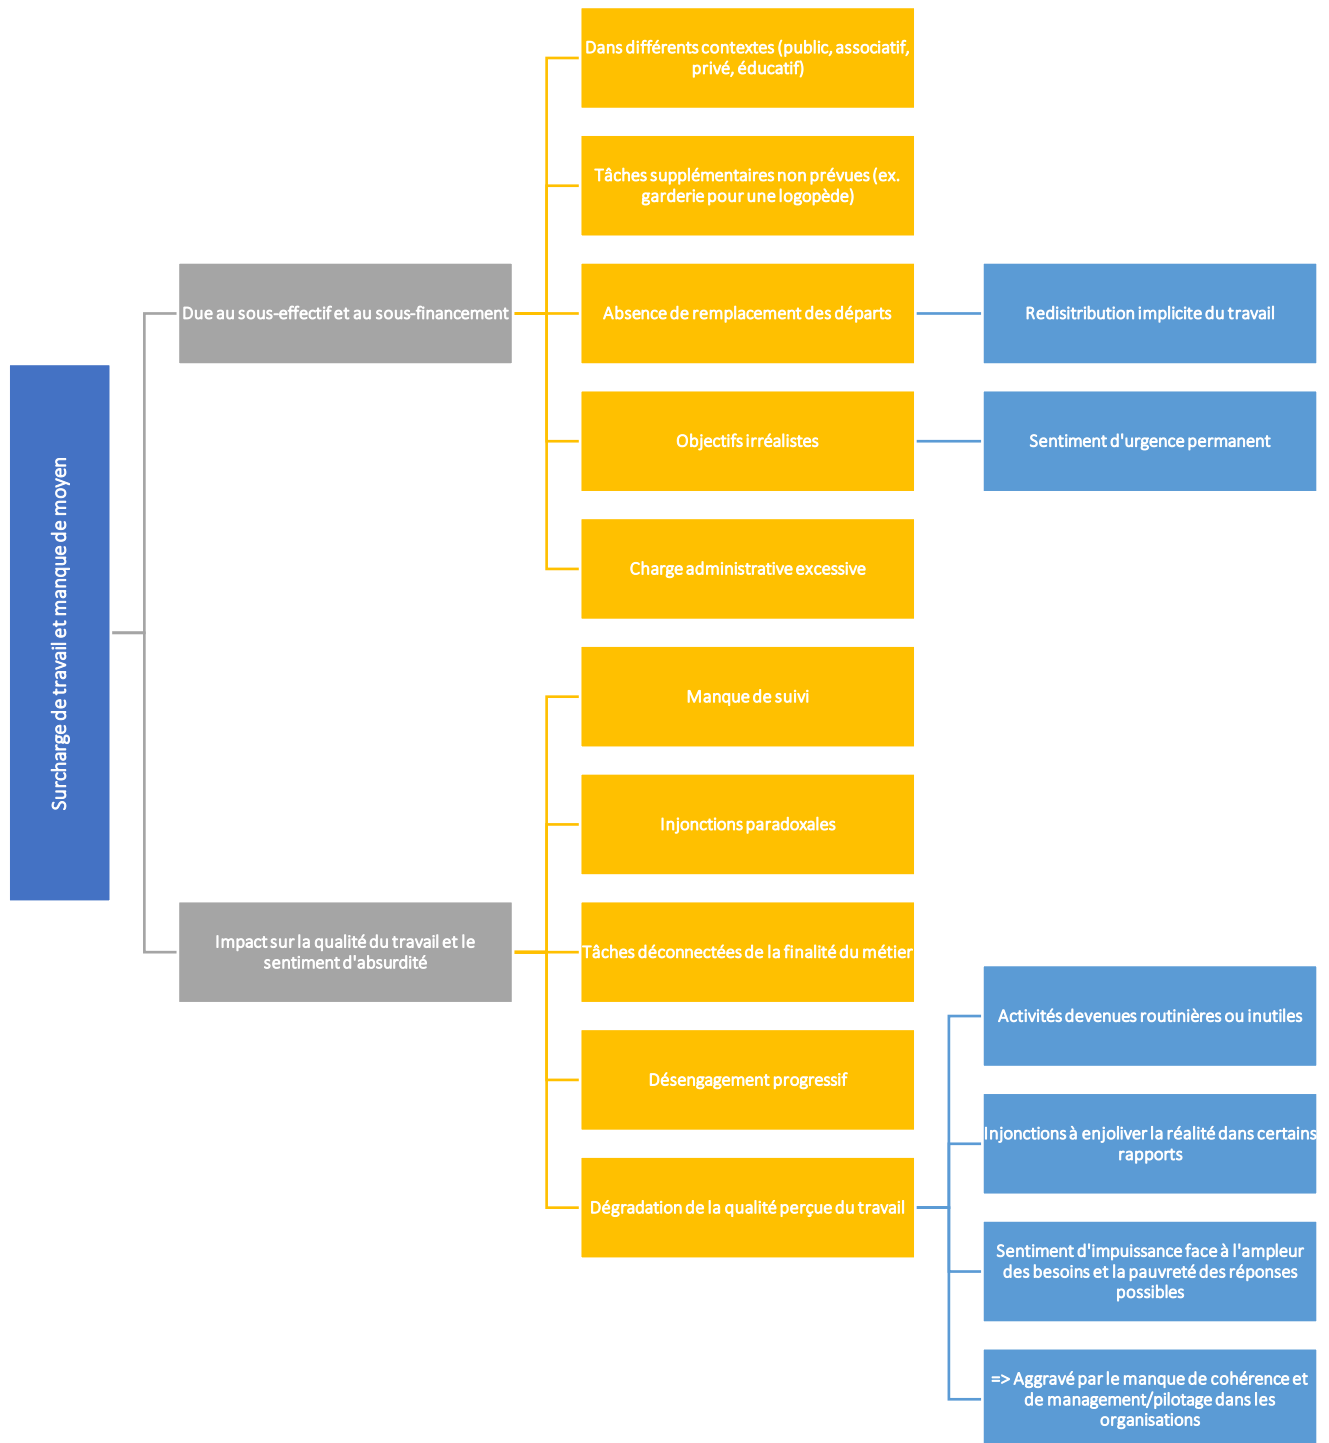 Surcharge de travail et manque de moyen
Due au sous-effectif et au sous-financement
Dans différents contextes (public, associatif,
privé, éducatif)
Tâches supplémentaires non prévues (ex.
garderie pour une logopède)
Absence de remplacement des départs
Redisitribution implicite du travail
Objectifs irréalistes
Sentiment d'urgence permanent
Charge administrative excessive
Impact sur la qualité du travail et le
sentiment d'absurdité
Manque de suivi
Injonctions paradoxales
Tâches déconnectées de la finalité du métier
Désengagement progressif
Dégradation de la qualité perçue du travail
Activités devenues routinières ou inutiles
Injonctions à enjoliver la réalité dans certains
rapports
Sentiment d'impuissance face à l'ampleur
des besoins et la pauvreté des réponses
possibles
=> Aggravé par le manque de cohérence et
de management/pilotage dans les
organisations